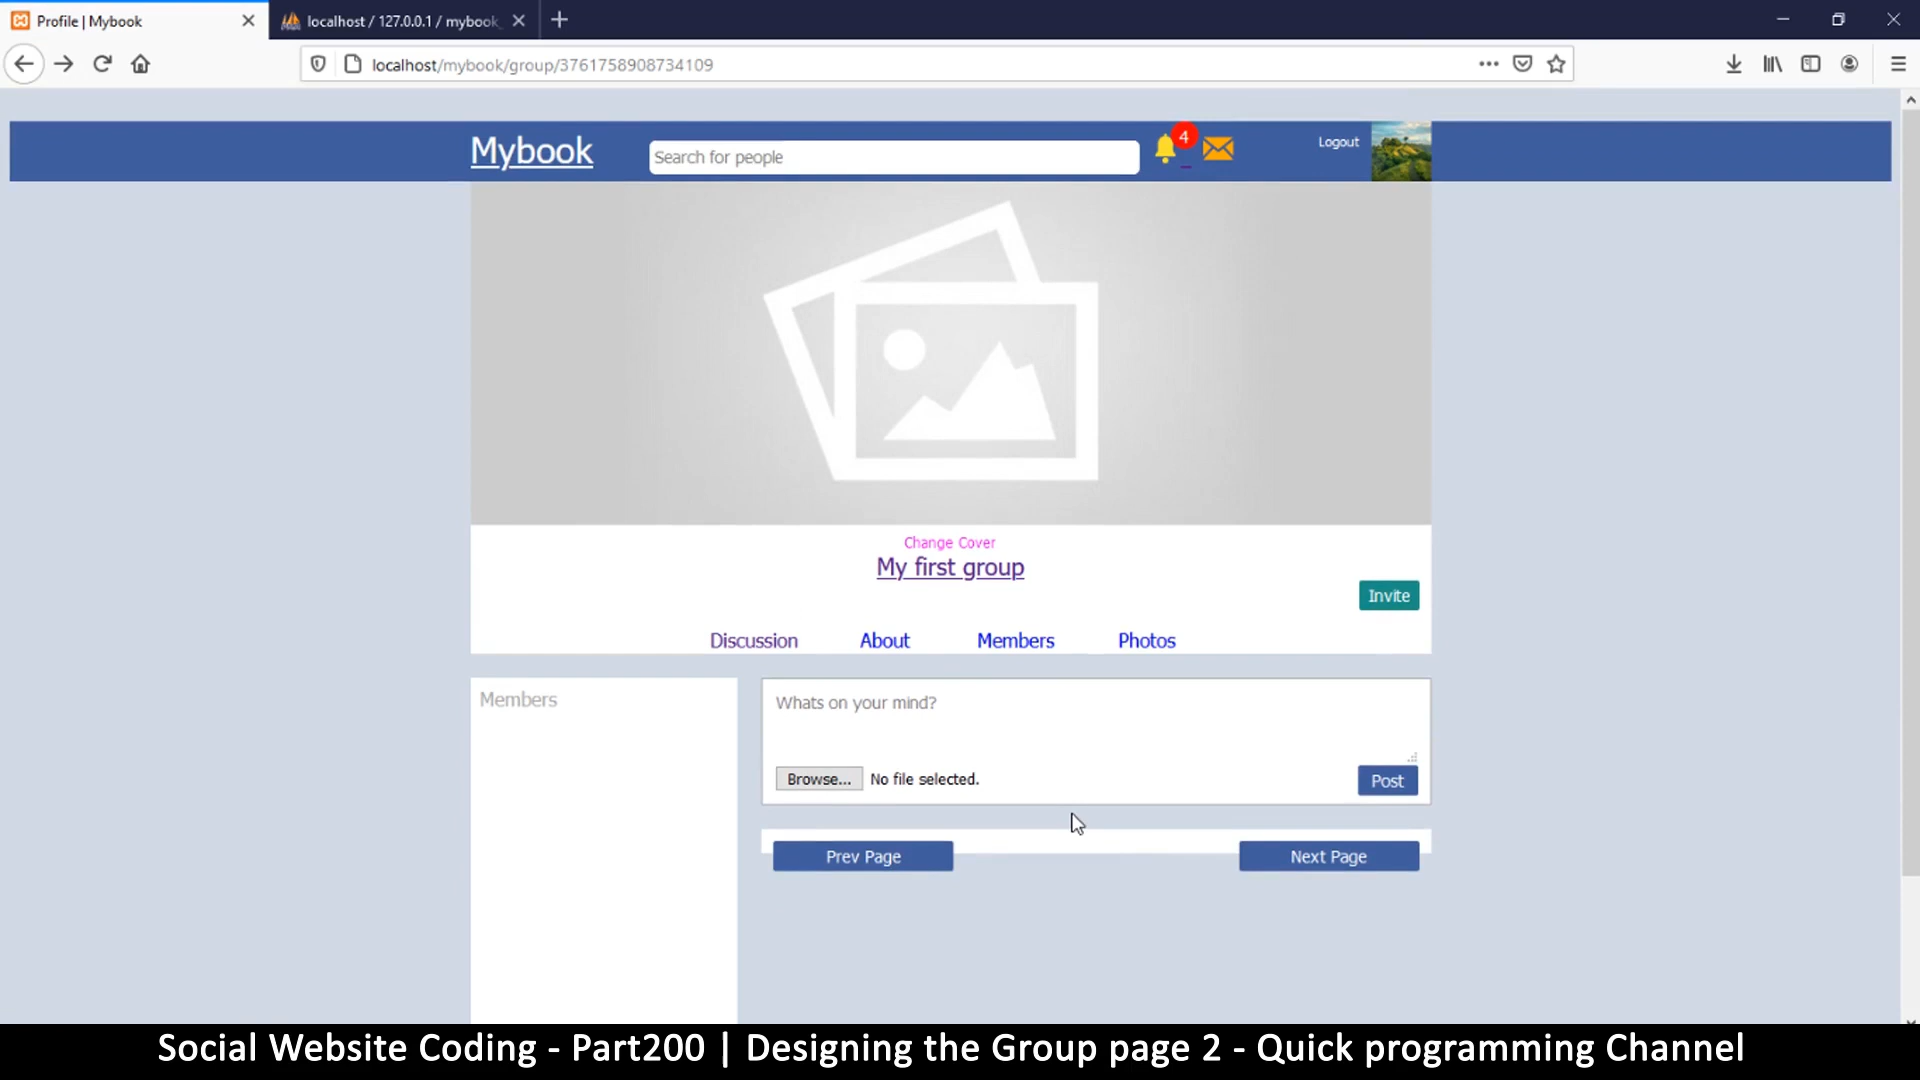 Profile | Mybook
localhost / 127.0.0.1 / mybook
localhost/mybook/group/3761758908734109
Mybook
Search for people
4
Logout
Change Cover
My first group
Invite
Discussion About Members Photos
Members
Whats on your mind?
Browse... No file selected.
Post
Prev Page
Next Page
Social Website Coding - Part200 | Designing the Group page 2 - Quick programming Channel